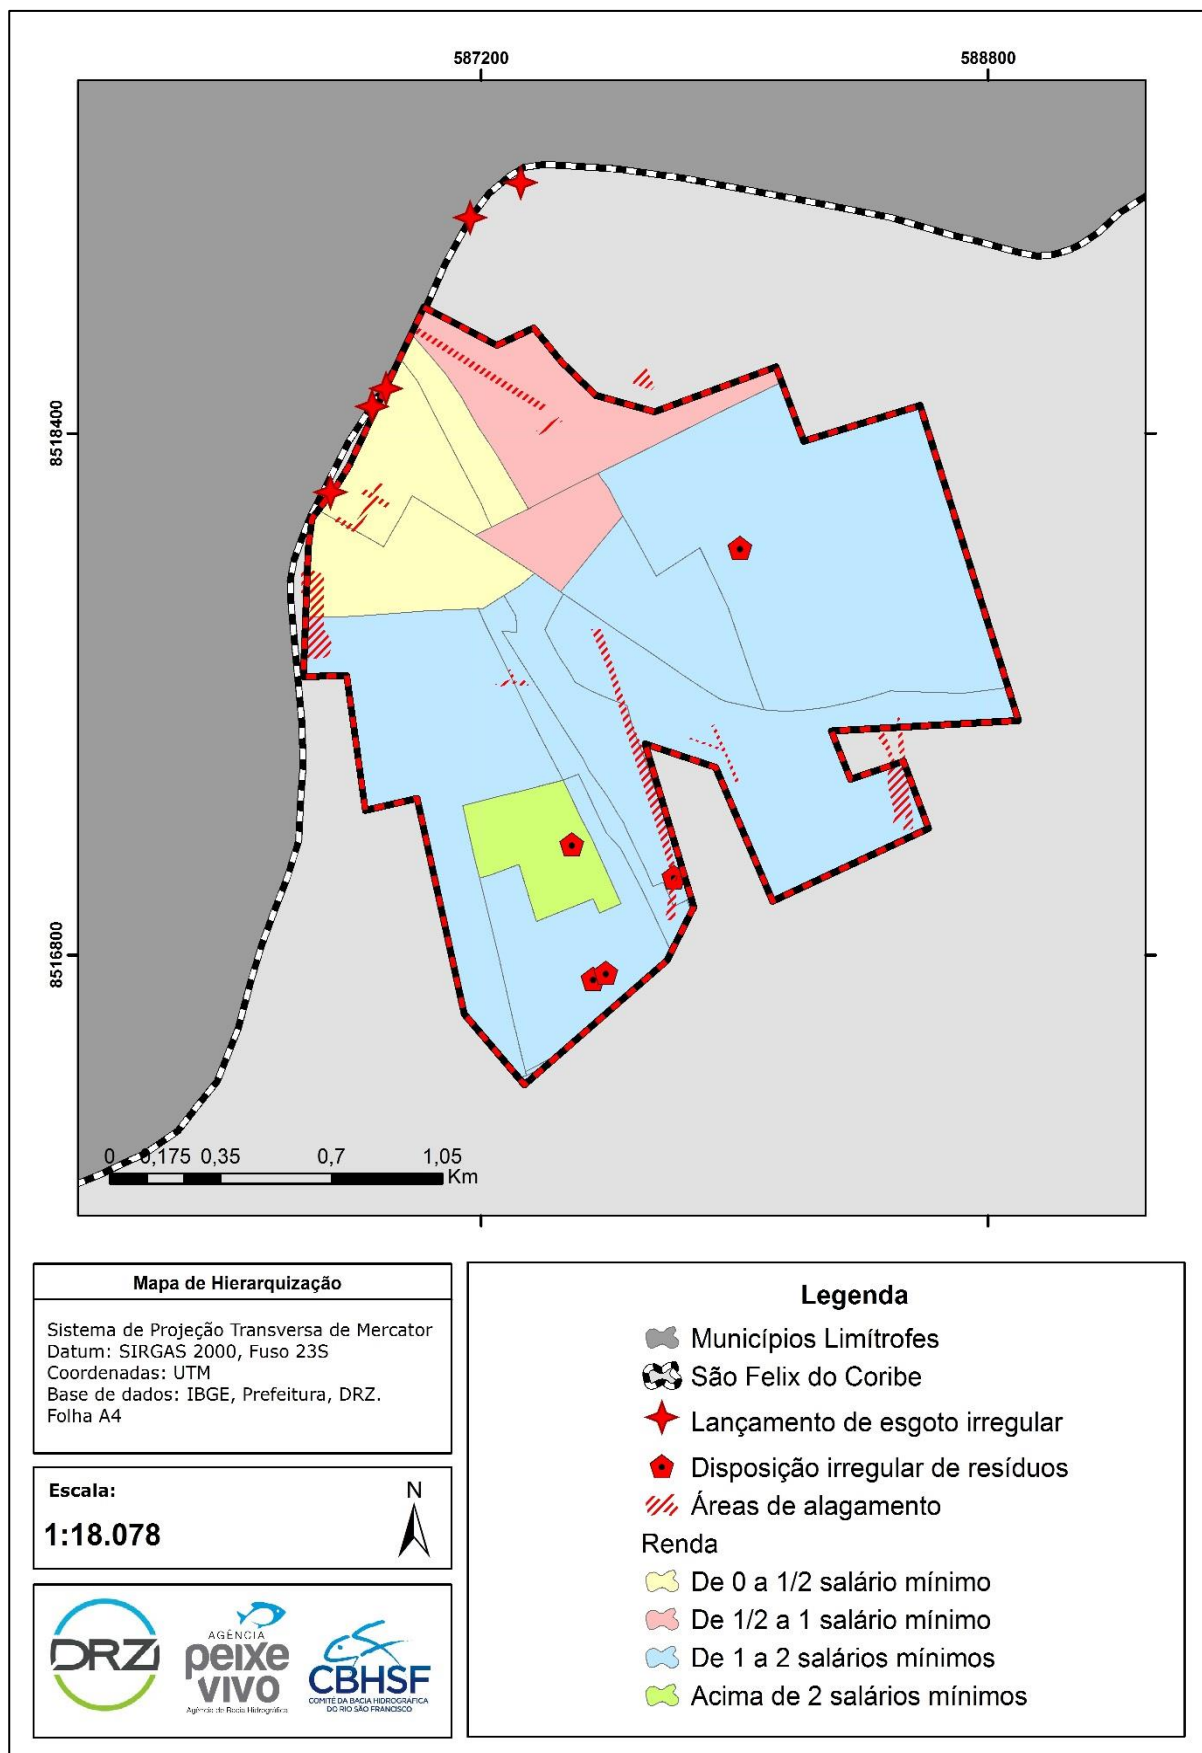 587200
588800
8518400
8516800
0 0,175 0,35 0,7 1,05
Km
Mapa de Hierarquização
Sistema de Projeção Transversa de Mercator
Datum: SIRGAS 2000, Fuso 23S
Coordenadas: UTM
Base de dados: IBGE, Prefeitura, DRZ.
Folha A4
Escala:
1:18.078
N
DRZ
AGÊNCIA
peixe
vivo
Agência de Bacia Hidrográfica
CBHSF
COMITÊ DA BACIA HIDROGRÁFICA
DO RIO SÃO FRANCISCO
Legenda
Municípios Limítrofes
São Felix do Coribe
Lançamento de esgoto irregular
Disposição irregular de resíduos
Áreas de alagamento
Renda
De 0 a 1/2 salário mínimo
De 1/2 a 1 salário mínimo
De 1 a 2 salários mínimos
Acima de 2 salários mínimos